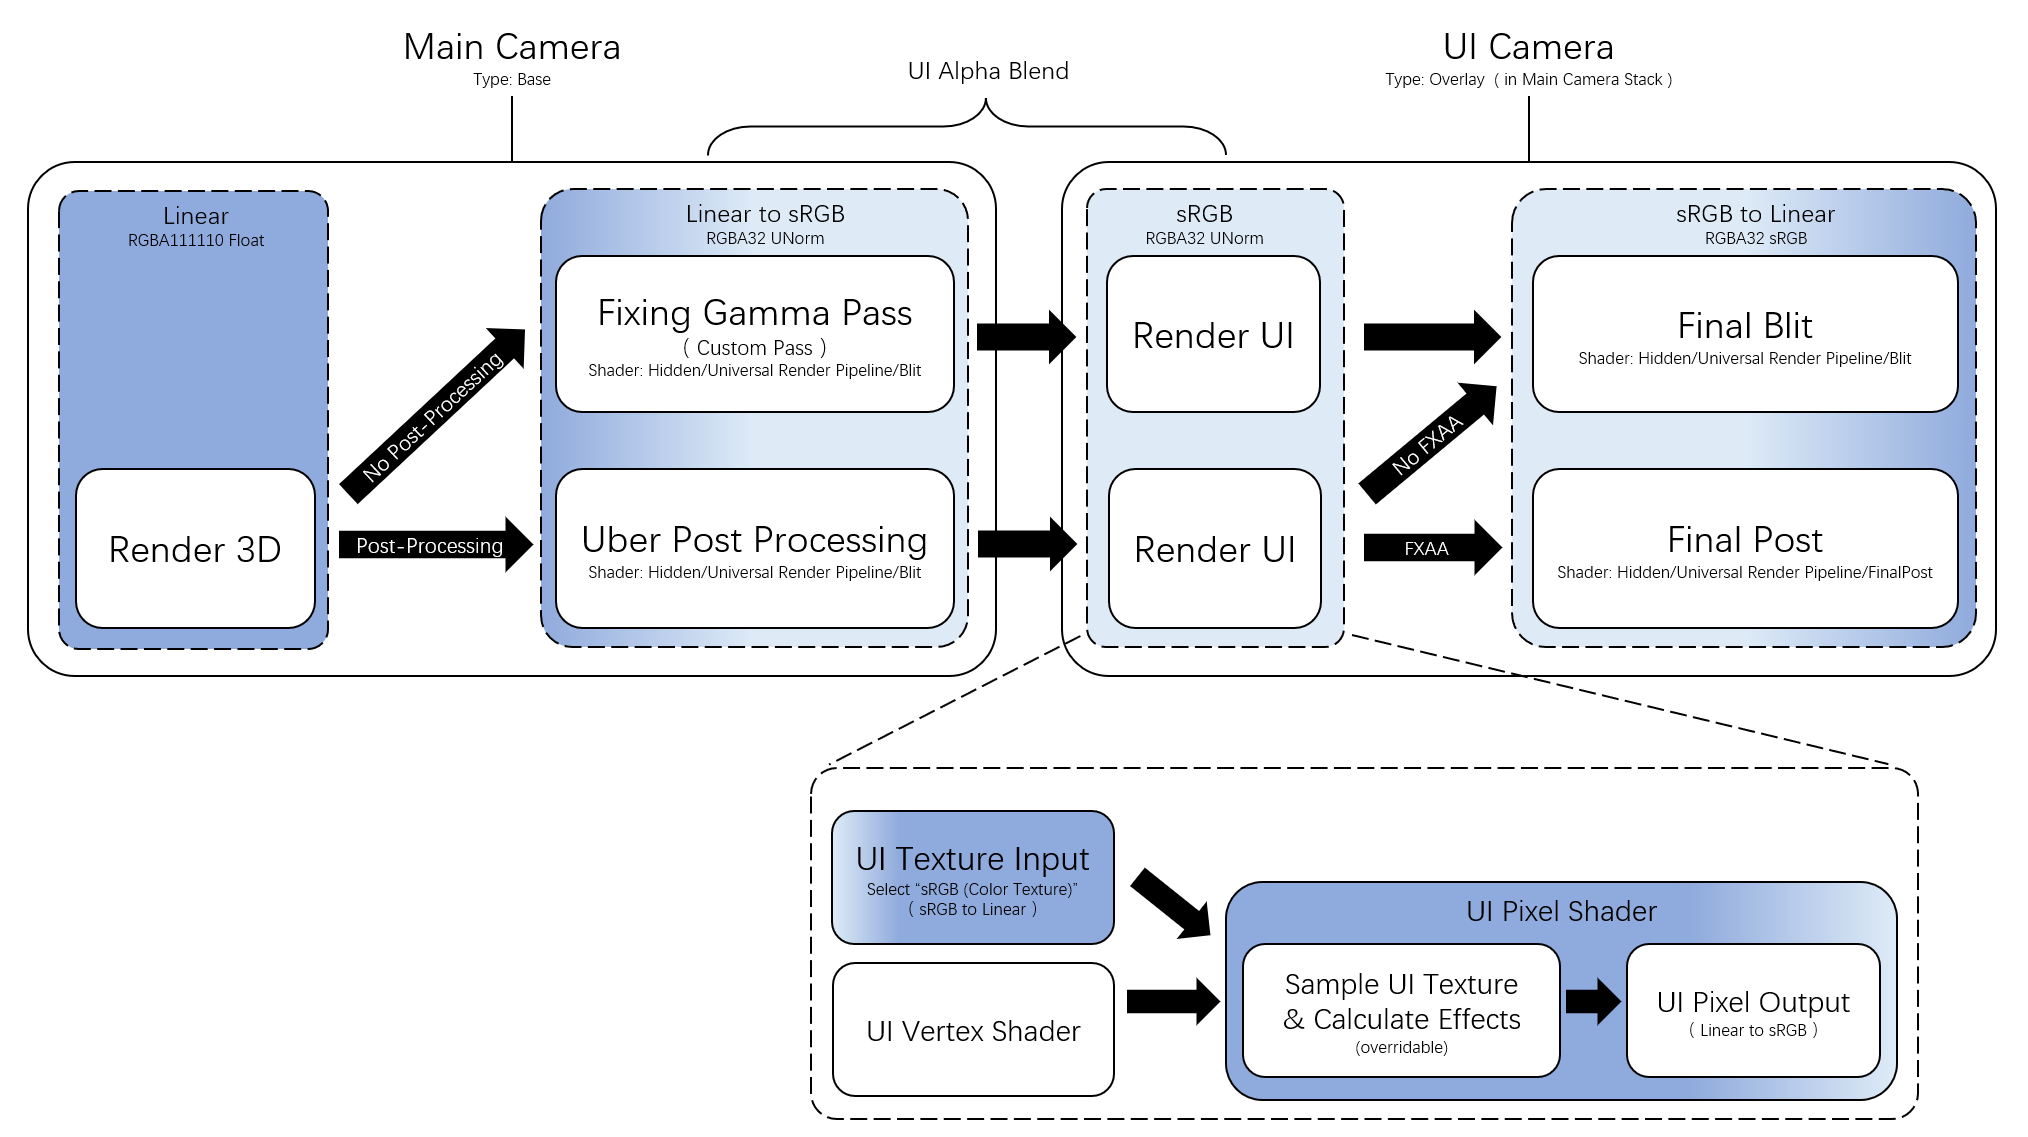 Main Camera
Type: Base
UI Alpha Blend
UI Camera
Type: Overlay ( in Main Camera Stack )
Linear
RGBA111110 Float
Render 3D
No Post-Processing
Post-Processing
Linear to sRGB
RGBA32 UNorm
Fixing Gamma Pass
( Custom Pass )
Shader: Hidden/Universal Render Pipeline/Blit
Uber Post Processing
Shader: Hidden/Universal Render Pipeline/Blit
sRGB
RGBA32 UNorm
Render UI
Render UI
No FXAA
FXAA
sRGB to Linear
RGBA32 sRGB
Final Blit
Shader: Hidden/Universal Render Pipeline/Blit
Final Post
Shader: Hidden/Universal Render Pipeline/FinalPost
UI Texture Input
Select “sRGB (Color Texture)”
( sRGB to Linear )
UI Vertex Shader
UI Pixel Shader
Sample UI Texture
& Calculate Effects
(overridable)
UI Pixel Output
( Linear to sRGB )